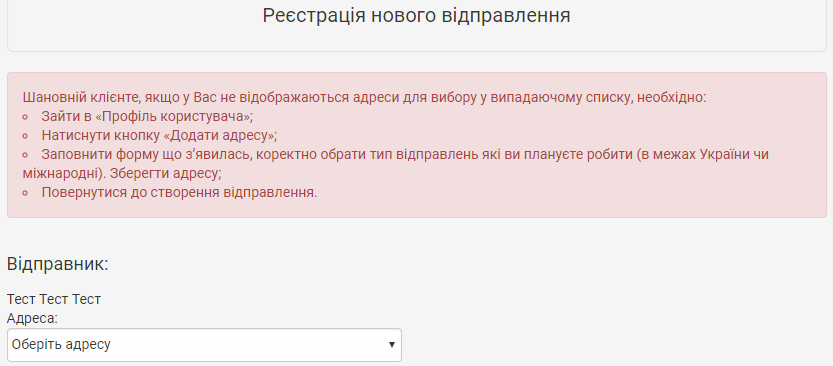 Реєстрація нового відправлення
Шановній клієнте, якщо у Вас не відображаються адреси для вибору у випадаючому списку, необхідно:
Зайти в «Профіль користувача»;
Натиснути кнопку «Додати адресу»;
Заповнити форму що з’явилась, коректно обрати тип відправлень які ви плануєте робити (в межах України чи
міжнародні). Зберегти адресу;
Повернутися до створення відправлення.
Відправник:
Тест Тест Тест
Адреса:
Оберіть адресу